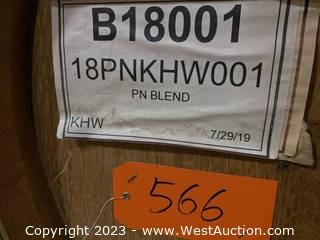 B18001
18PNKHW001
PN BLEND
KHW
7/29/19
566
Copyright 2023 - www.WestAuction.com